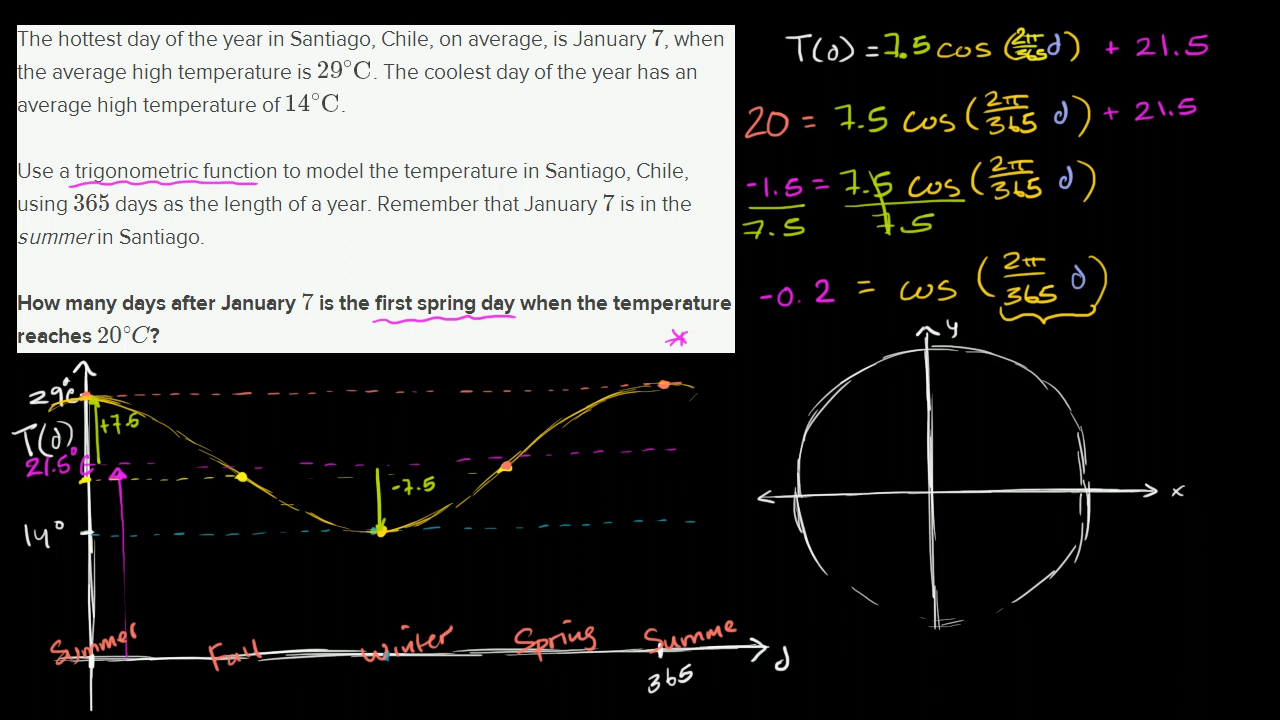 The hottest day of the year in Santiago, Chile, on average, is January 7, when
the average high temperature is 29°C. The coolest day of the year has an
average high temperature of 14°C.
Use a trigonometric function to model the temperature in Santiago, Chile,
using 365 days as the length of a year. Remember that January 7 is in the
summer in Santiago.
How many days after January 7 is the first spring day when the temperature
reaches 20°C?
*
T(d) = 7.5 cos (2π/365 d) + 21.5
20 = 7.5 cos (2π/365 d) + 21.5
-1.5 = 7.5 cos (2π/365 d)
7.5 7.5
-0.2 = cos (2π/365 d)
y
x
29°C
+7.5
T(d)
21.5°C
-7.5
14°
Summer Fall Winter Spring Summe
d
365